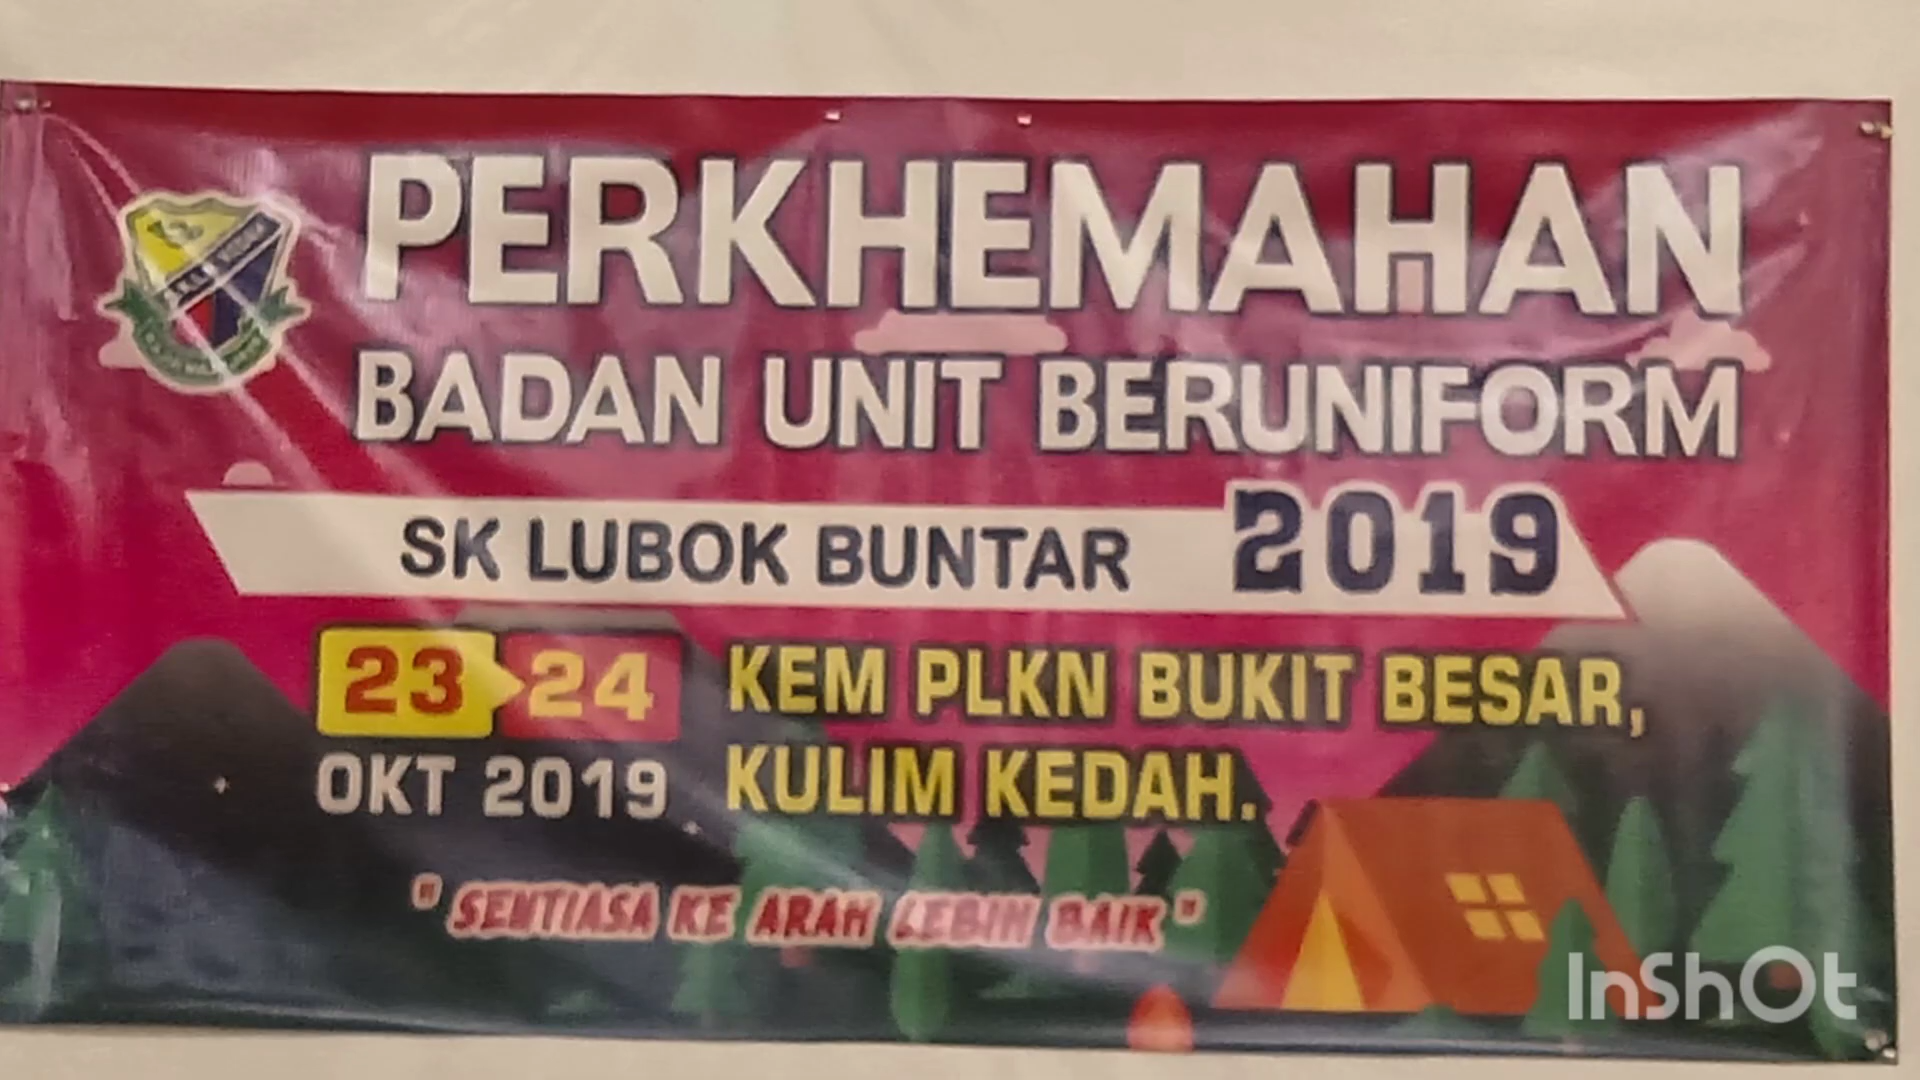 PERKHEMAHAN
BADAN UNIT BERUNIFORM
SK LUBOK BUNTAR 2019
23 24 KEM PLKN BUKIT BESAR,
OKT 2019 KULIM KEDAH.
" SENTIASA KE ARAH LEBIH BAIK "
InShOt